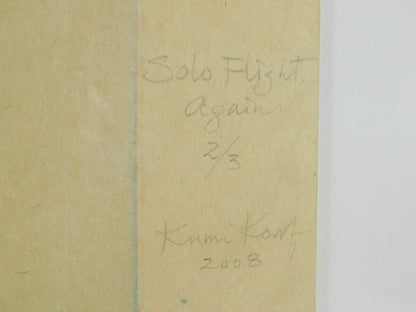 Solo Flight,
Again
2/3
Kumi Korf
2008